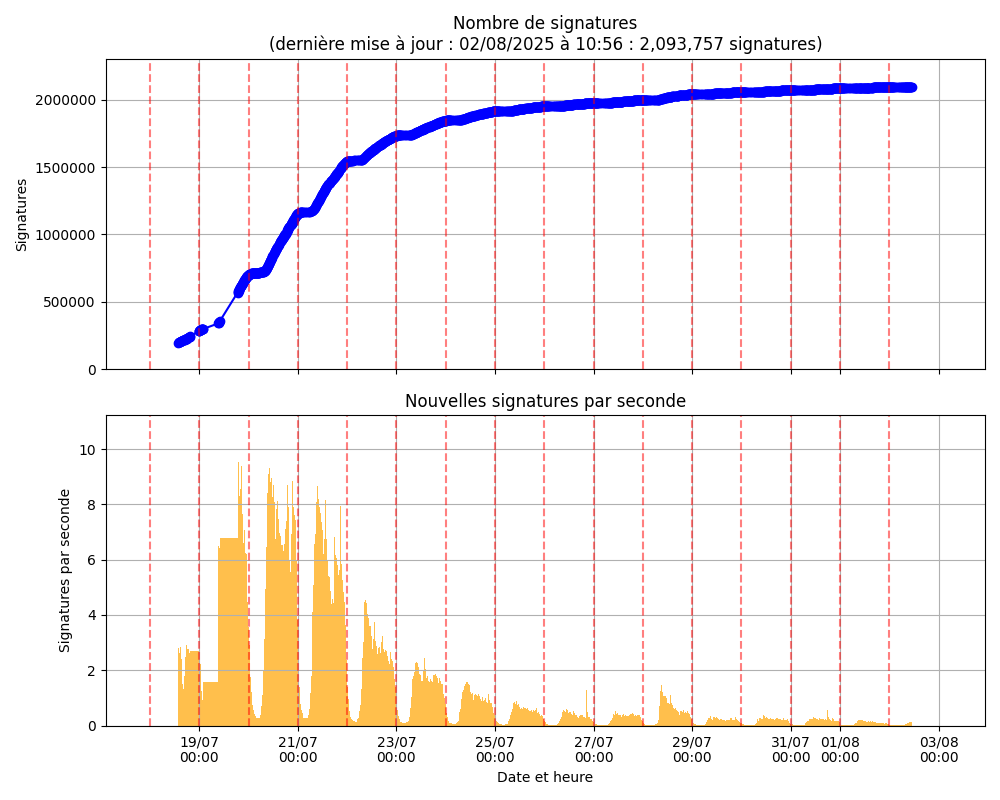 Nombre de signatures
(dernière mise à jour : 02/08/2025 à 10:56 : 2,093,757 signatures)
2000000
1500000
1000000
500000
0
Signatures
Nouvelles signatures par seconde
10
8
6
4
2
0
Signatures par seconde
19/07 21/07 23/07 25/07 27/07 29/07 31/07 01/08 03/08
00:00 00:00 00:00 00:00 00:00 00:00 00:00 00:00 00:00
Date et heure